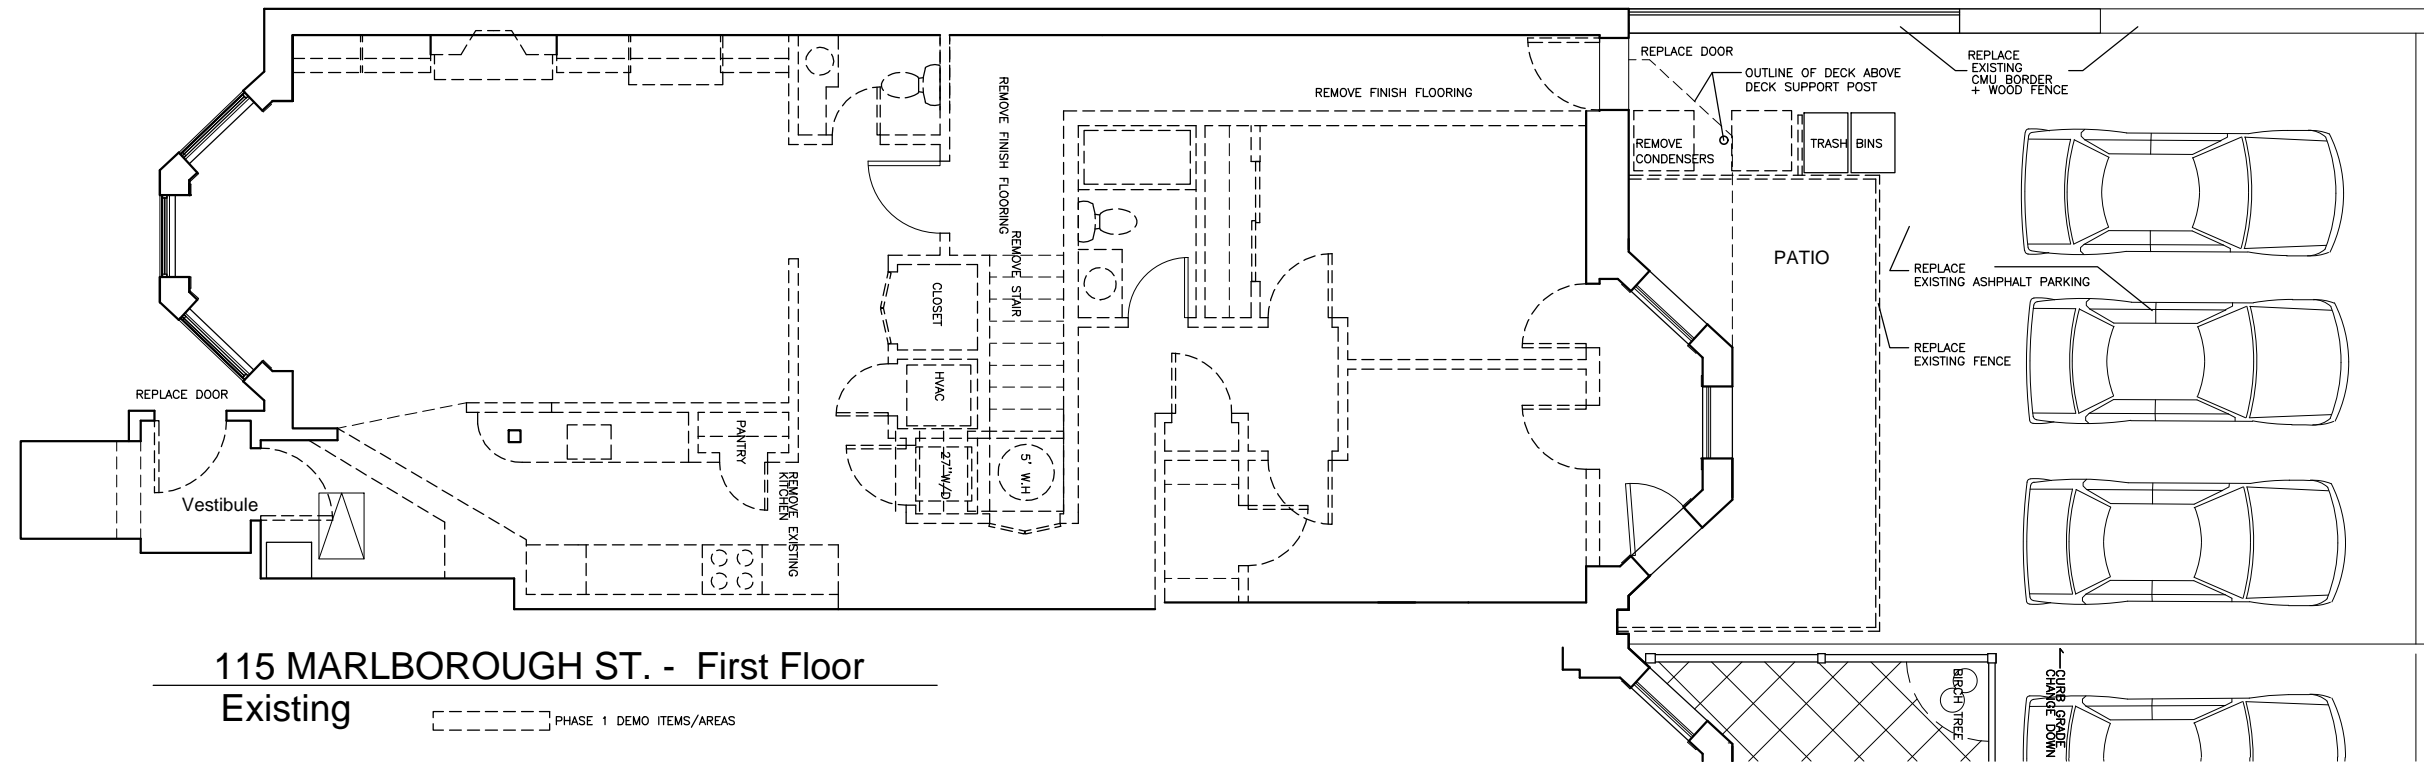 REPLACE DOOR
REPLACE
EXISTING
CMU BORDER
+ WOOD FENCE
OUTLINE OF DECK ABOVE
DECK SUPPORT POST
REMOVE FINISH FLOORING
REMOVE FINISH FLOORING
REMOVE STAIR
REMOVE
CONDENSERS
TRASH BINS
PATIO
REPLACE
EXISTING ASHPHALT PARKING
REPLACE
EXISTING FENCE
CLOSET
HVAC
REPLACE DOOR
PANTRY
27"W/D
5' W.H
REMOVE EXISTING
KITCHEN
Vestibule
115 MARLBOROUGH ST. - First Floor
Existing
PHASE 1 DEMO ITEMS/AREAS
BIRCH TREE
CURB GRADE
CHANGE DOWN